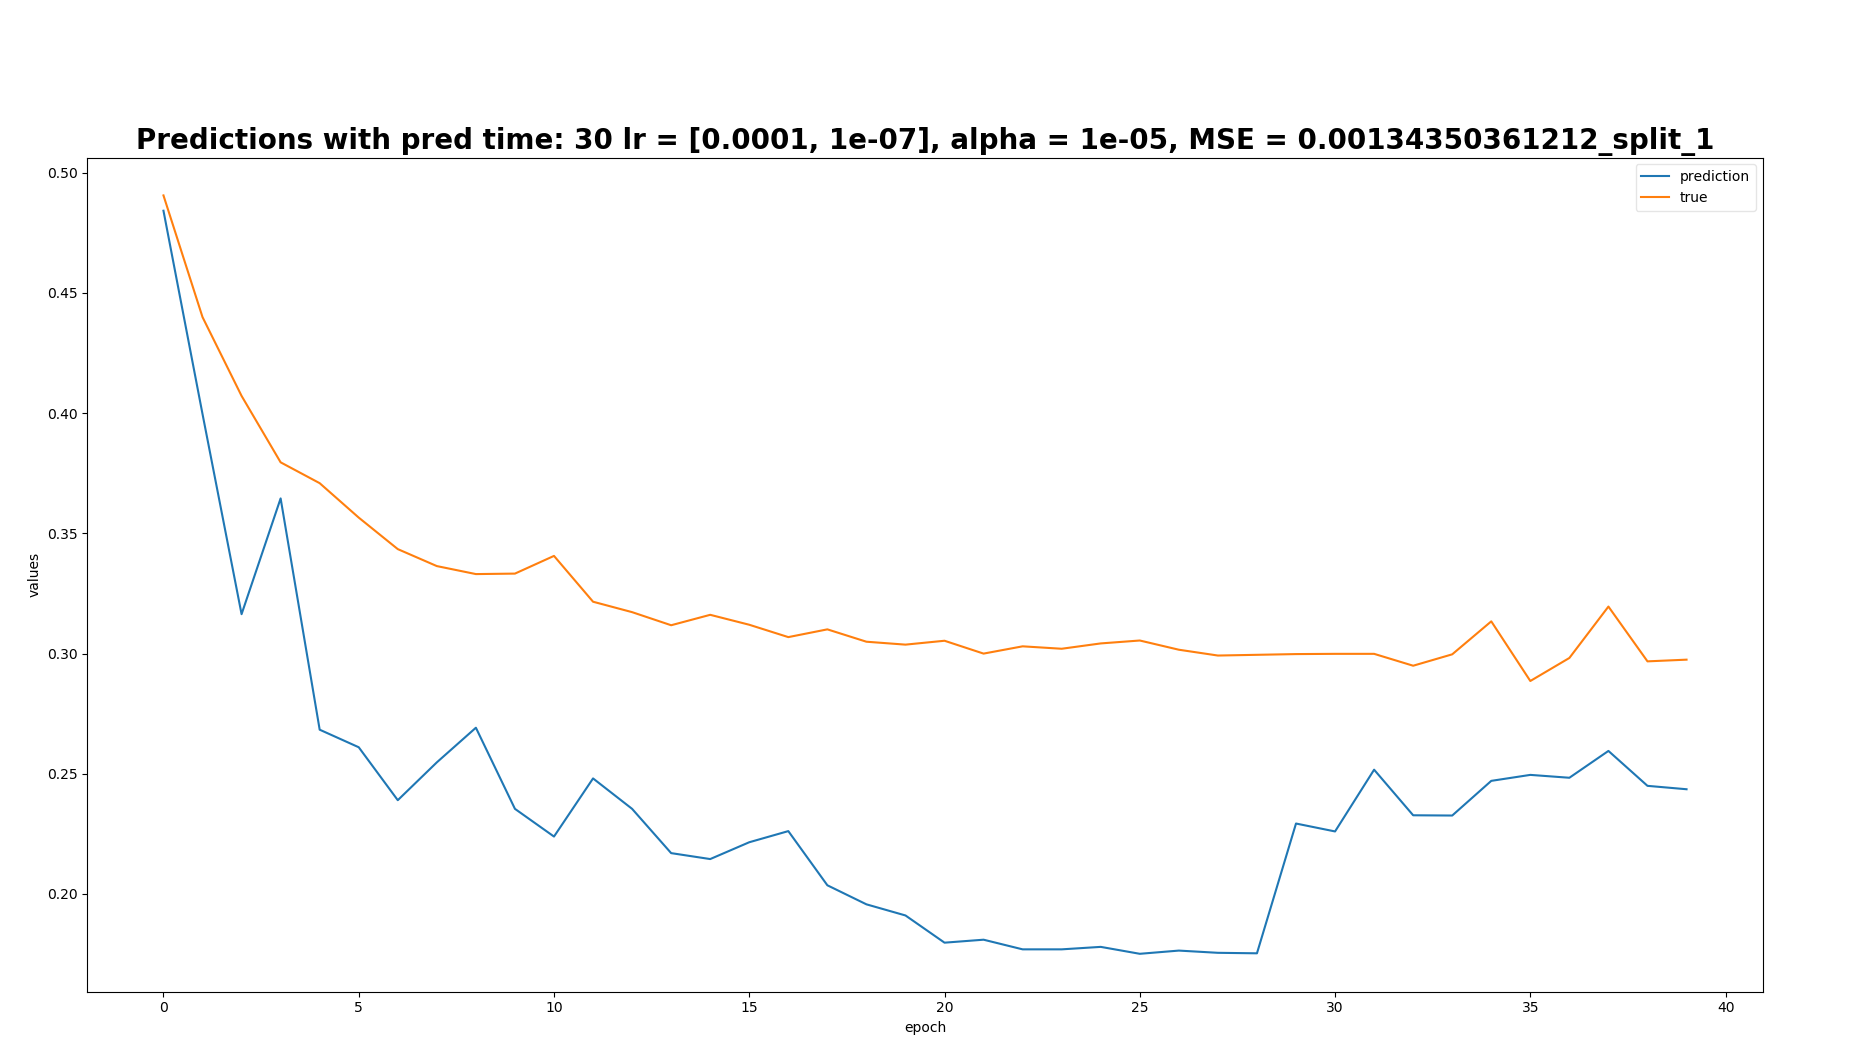 Predictions with pred time: 30 lr = [0.0001, 1e-07], alpha = 1e-05, MSE = 0.00134350361212_split_1
prediction
true
0.50
0.45
0.40
0.35
0.30
0.25
0.20
values
0 5 10 15 20 25 30 35 40
epoch